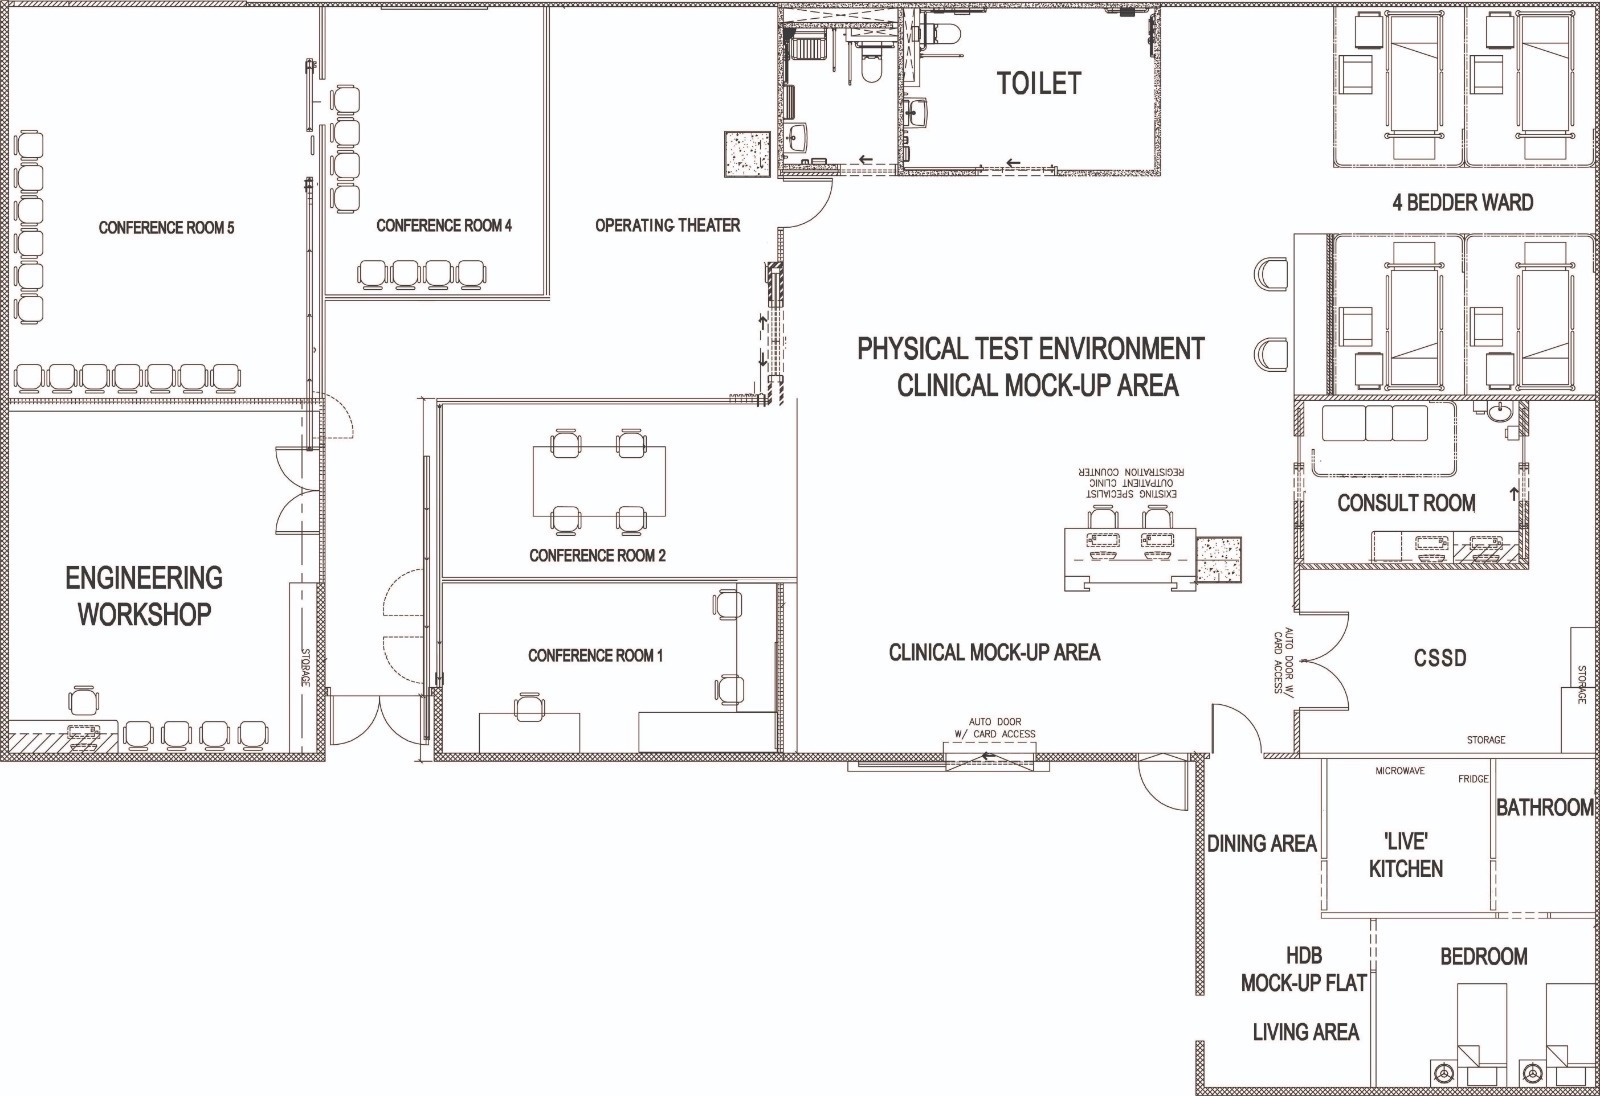 TOILET
4 BEDDER WARD
CONFERENCE ROOM 5
CONFERENCE ROOM 4
OPERATING THEATER
PHYSICAL TEST ENVIRONMENT
CLINICAL MOCK-UP AREA
EXISTING SPECIALIST
OUTPATIENT CLINIC
REGISTRATION COUNTER
CONSULT ROOM
CONFERENCE ROOM 2
ENGINEERING
WORKSHOP
STORAGE
CONFERENCE ROOM 1
CLINICAL MOCK-UP AREA
AUTO DOOR W/
CARD ACCESS
CSSD
STORAGE
STORAGE
AUTO DOOR
W/ CARD ACCESS
MICROWAVE
FRIDGE
BATHROOM
DINING AREA
'LIVE'
KITCHEN
HDB
MOCK-UP FLAT
BEDROOM
LIVING AREA